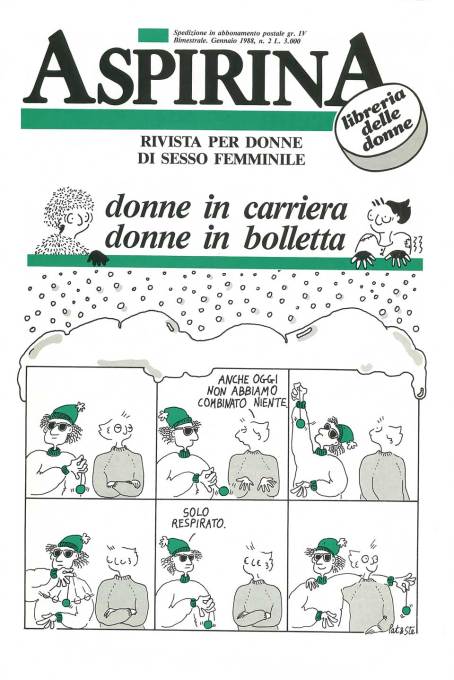 Spedizione in abbonamento postale gr. IV
Bimestrale. Gennaio 1988, n. 2 L. 3.000
ASPIRINA
libreria
delle
donne
RIVISTA PER DONNE
DI SESSO FEMMINILE
donne in carriera
donne in bolletta
ANCHE OGGI
NON ABBIAMO
COMBINATO NIENTE.
SOLO
RESPIRATO.
Pat & Ste